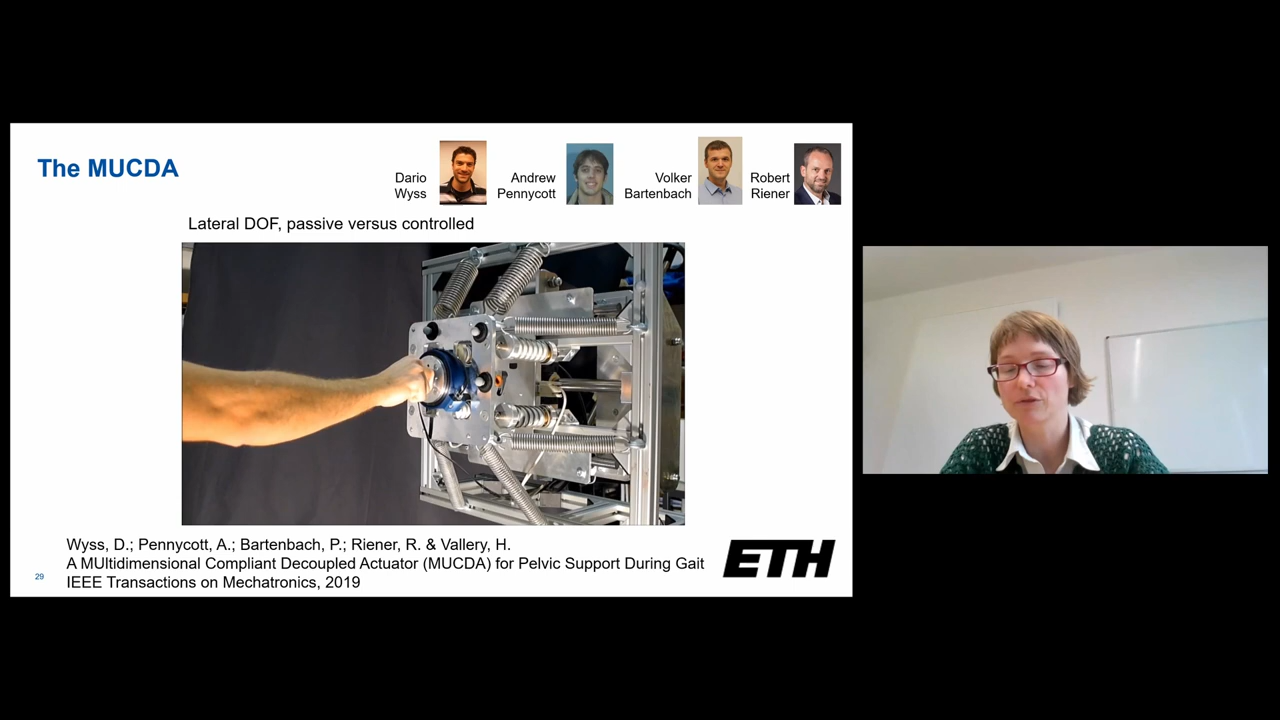 The MUCDA
Dario
Wyss
Andrew
Pennycott
Volker
Bartenbach
Robert
Riener
Lateral DOF, passive versus controlled
Wyss, D.; Pennycott, A.; Bartenbach, P.; Riener, R. & Vallery, H.
A MUltidimensional Compliant Decoupled Actuator (MUCDA) for Pelvic Support During Gait
IEEE Transactions on Mechatronics, 2019
29
ETH